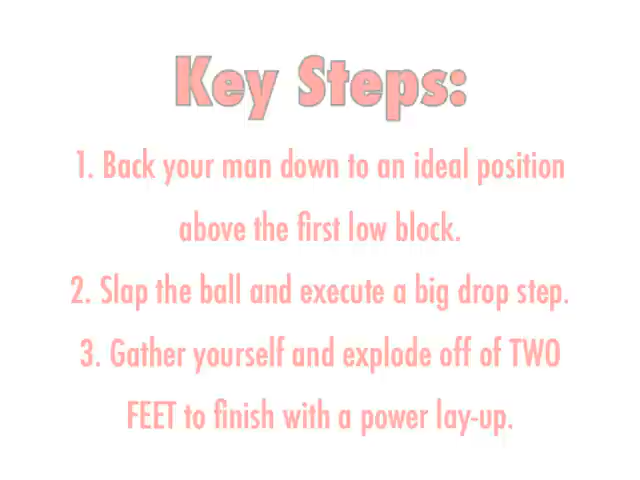 Key Steps:
1. Back your man down to an ideal position
above the first low block.
2. Slap the ball and execute a big drop step.
3. Gather yourself and explode off of TWO
FEET to finish with a power lay-up.